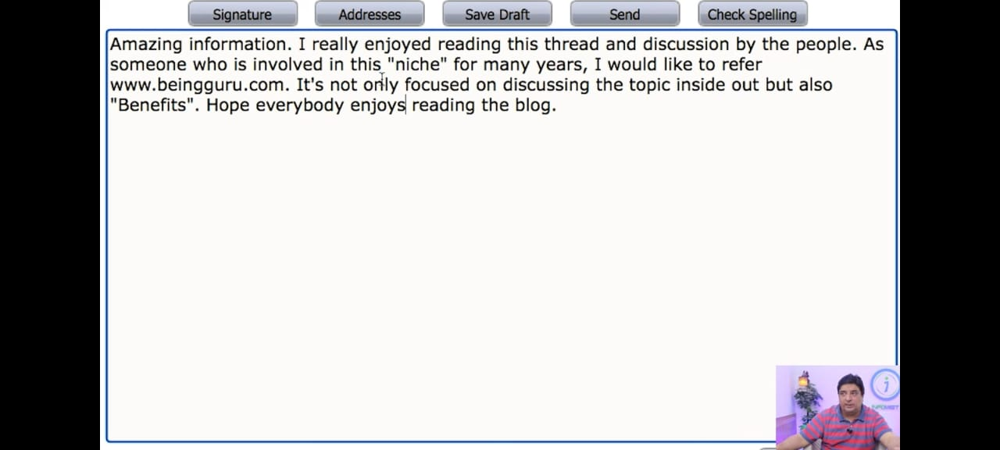 Signature Addresses Save Draft Send Check Spelling
Amazing information. I really enjoyed reading this thread and discussion by the people. As
someone who is involved in this "niche" for many years, I would like to refer
www.beingguru.com. It's not only focused on discussing the topic inside out but also
"Benefits". Hope everybody enjoys reading the blog.